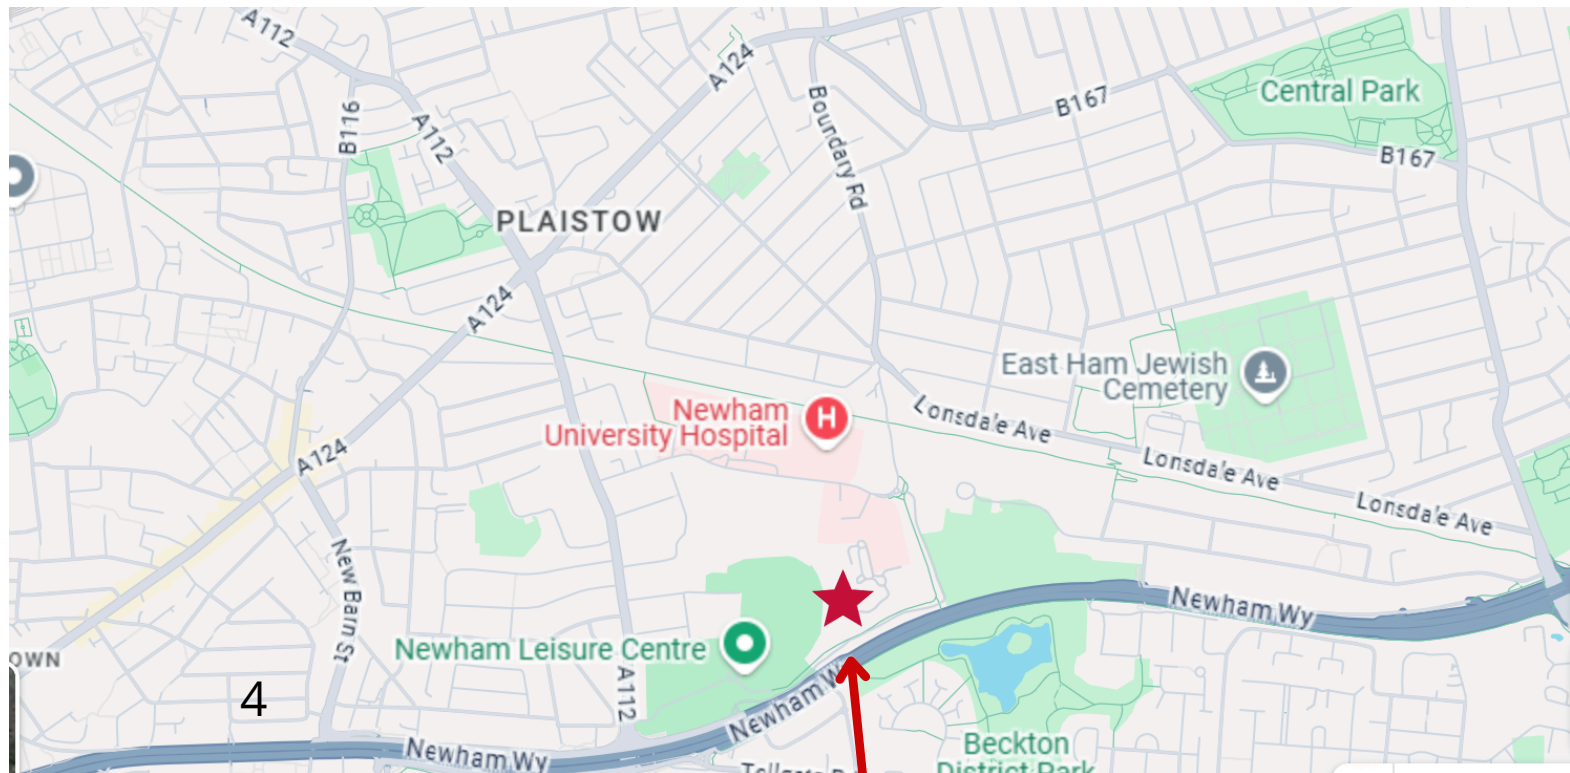 A112
A124
B116
A112
Boundary Rd
B167
Central Park
B167
PLAISTOW
A124
East Ham Jewish
Cemetery
Newham
University Hospital
H
Lonsdale Ave
Lonsdale Ave
Lonsdale Ave
A124
New Barn St
Newham Wy
Newham Leisure Centre
OWN
A112
4
Newham W
Newham Wy
Beckton
District Park